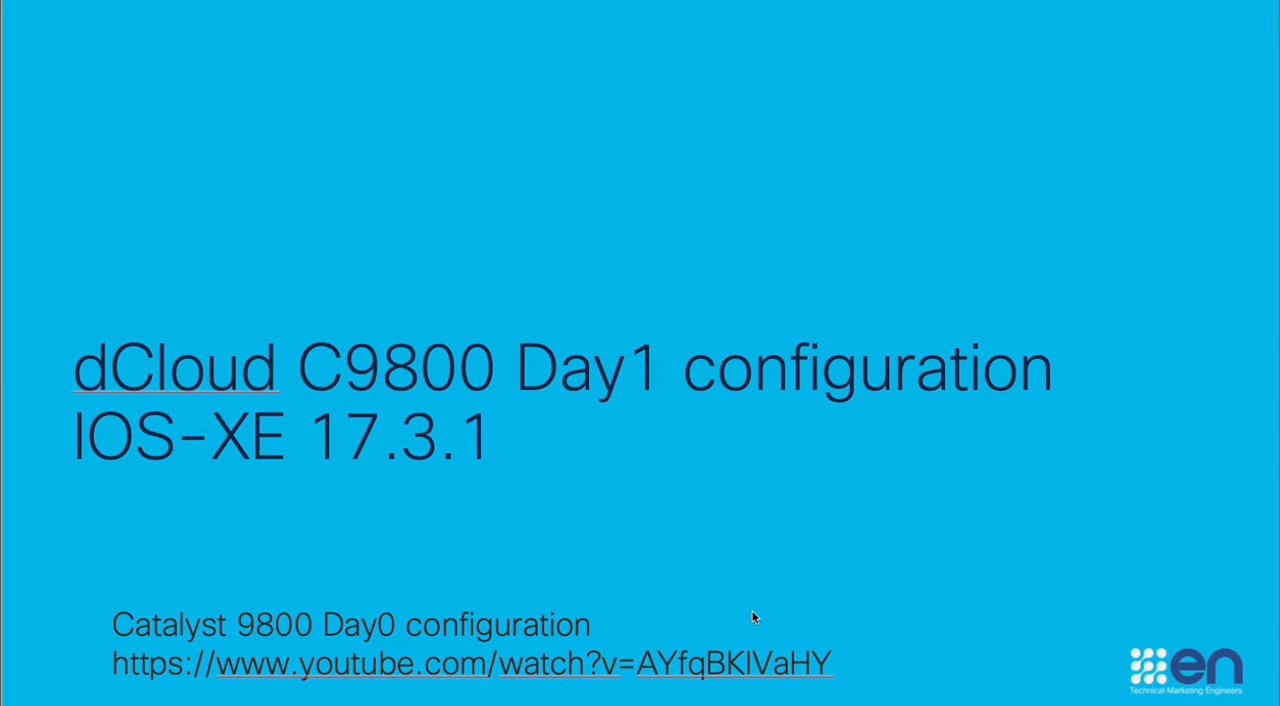 dCloud C9800 Day1 configuration
IOS-XE 17.3.1
Catalyst 9800 Day0 configuration
https://www.youtube.com/watch?v=AYfqBKlVaHY
en
Technical Marketing Engineers